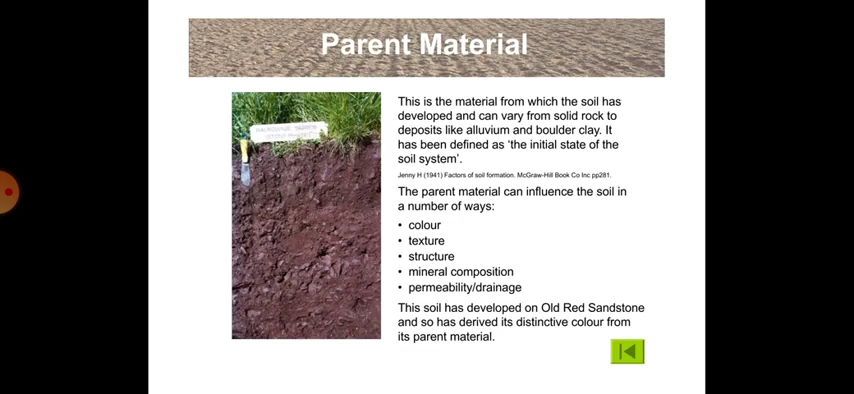 Parent Material
This is the material from which the soil has
developed and can vary from solid rock to
deposits like alluvium and boulder clay. It
has been defined as ‘the initial state of the
soil system’.
Jenny H (1941) Factors of soil formation. McGraw-Hill Book Co Inc pp281.
The parent material can influence the soil in
a number of ways:
• colour
• texture
• structure
• mineral composition
• permeability/drainage
This soil has developed on Old Red Sandstone
and so has derived its distinctive colour from
its parent material.